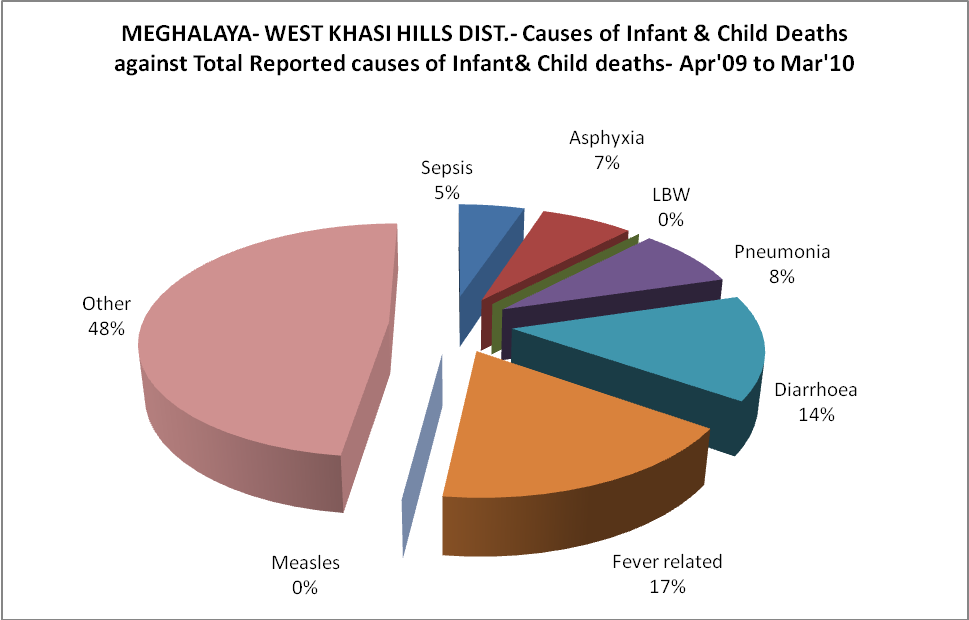 MEGHALAYA- WEST KHASI HILLS DIST.- Causes of Infant & Child Deaths
against Total Reported causes of Infant& Child deaths- Apr'09 to Mar'10
Sepsis
5%
Asphyxia
7%
LBW
0%
Pneumonia
8%
Diarrhoea
14%
Fever related
17%
Measles
0%
Other
48%